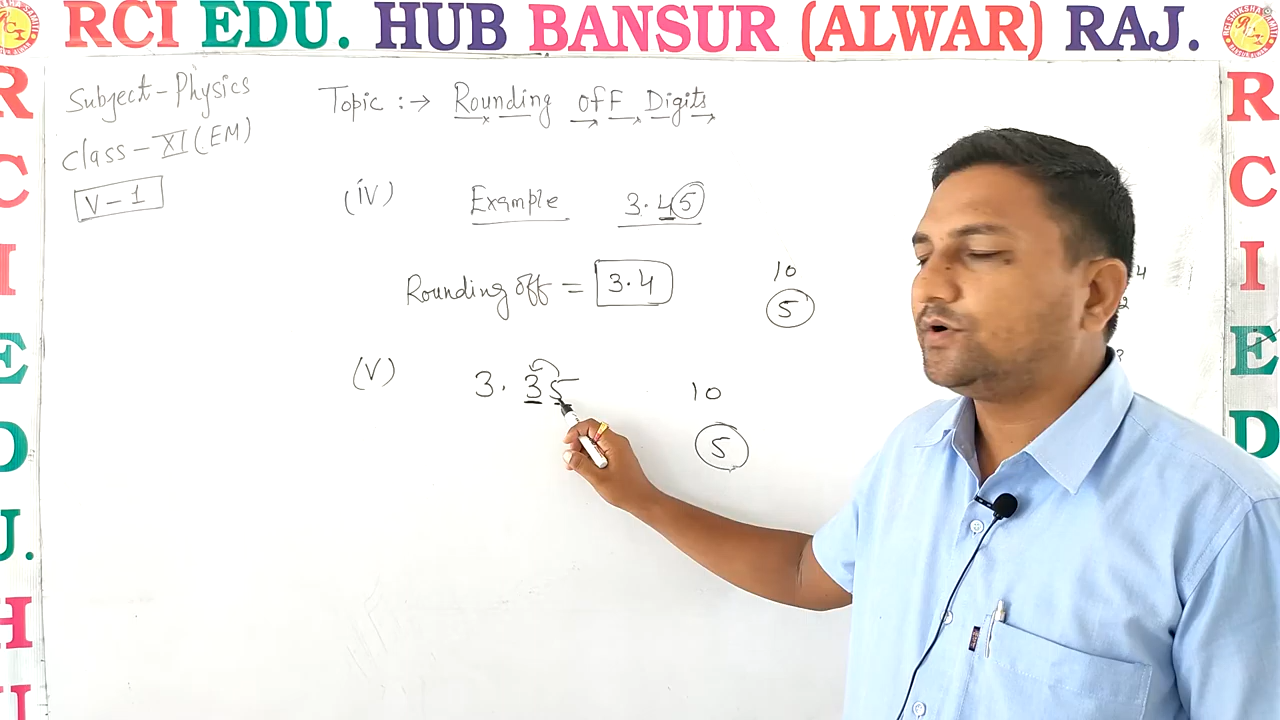 RCI EDU. HUB BANSUR (ALWAR) RAJ.
Subject - Physics
Class - XI (EM)
V - 1
Topic :→ Rounding ofF Digits
(iv) Example 3.45
Rounding off = 3.4
10
5
(V) 3.35
10
5
R
C
I
E
D
U.
H
R
C
I
E
D